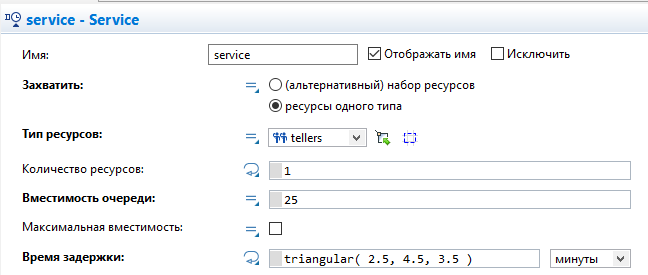 service - Service
Имя: service Отображать имя Исключить
Захватить: (альтернативный) набор ресурсов
ресурсы одного типа
Тип ресурсов: tellers
Количество ресурсов: 1
Вместимость очереди: 25
Максимальная вместимость:
Время задержки: triangular( 2.5, 4.5, 3.5 ) минуты